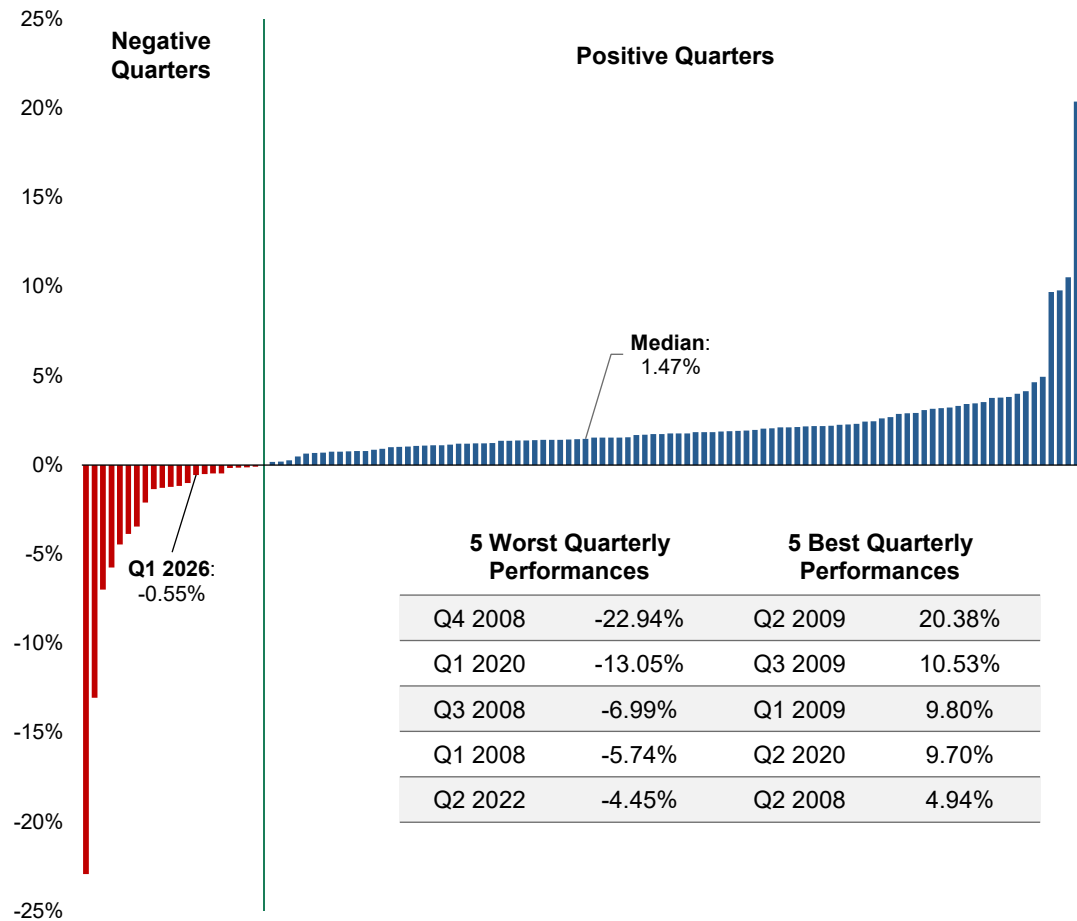 25%
20%
15%
10%
5%
0%
-5%
-10%
-15%
-20%
-25%
Negative
Quarters
Positive Quarters
Median:
1.47%
Q1 2026:
-0.55%
5 Worst Quarterly
Performances
5 Best Quarterly
Performances
Q4 2008 -22.94% Q2 2009 20.38%
Q1 2020 -13.05% Q3 2009 10.53%
Q3 2008 -6.99% Q1 2009 9.80%
Q1 2008 -5.74% Q2 2020 9.70%
Q2 2022 -4.45% Q2 2008 4.94%